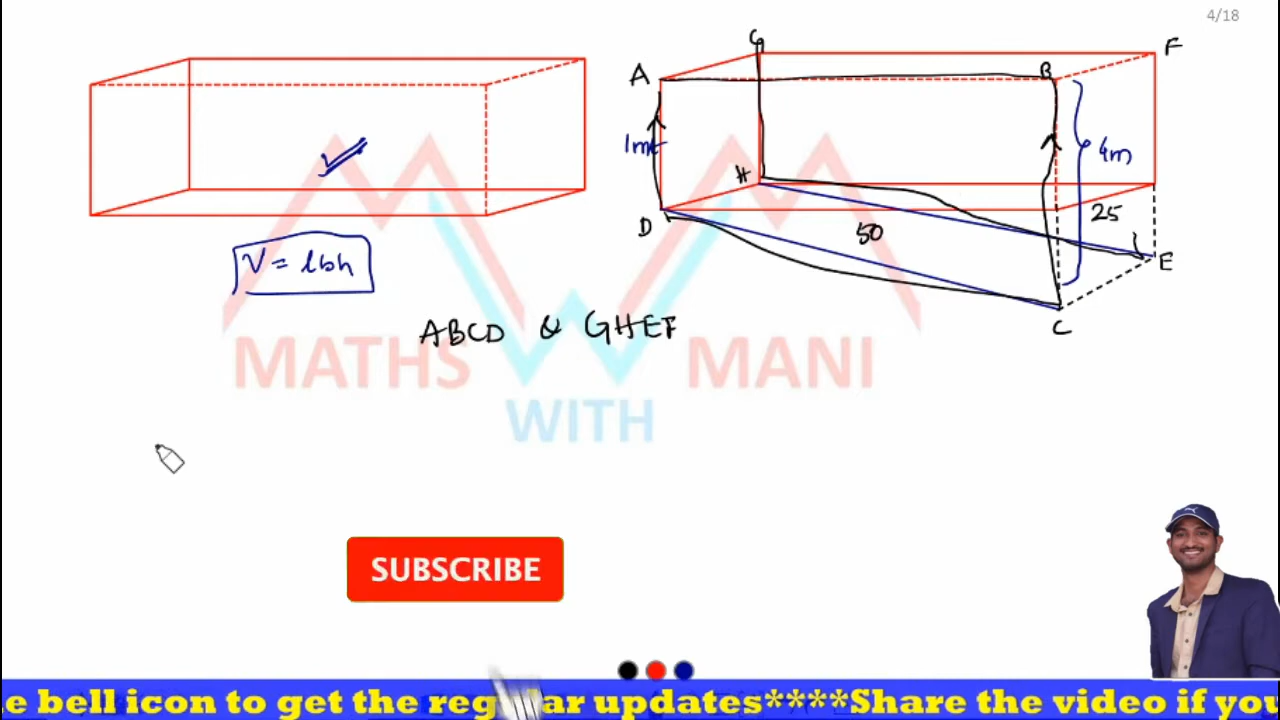 4/18
G
F
A
B
1mt
4m
H
25
D
50
E
V = lbh
C
ABCD & GHEF
MATHS MANI
WITH
SUBSCRIBE
e bell icon to get the reg ar updates****Share the video if you